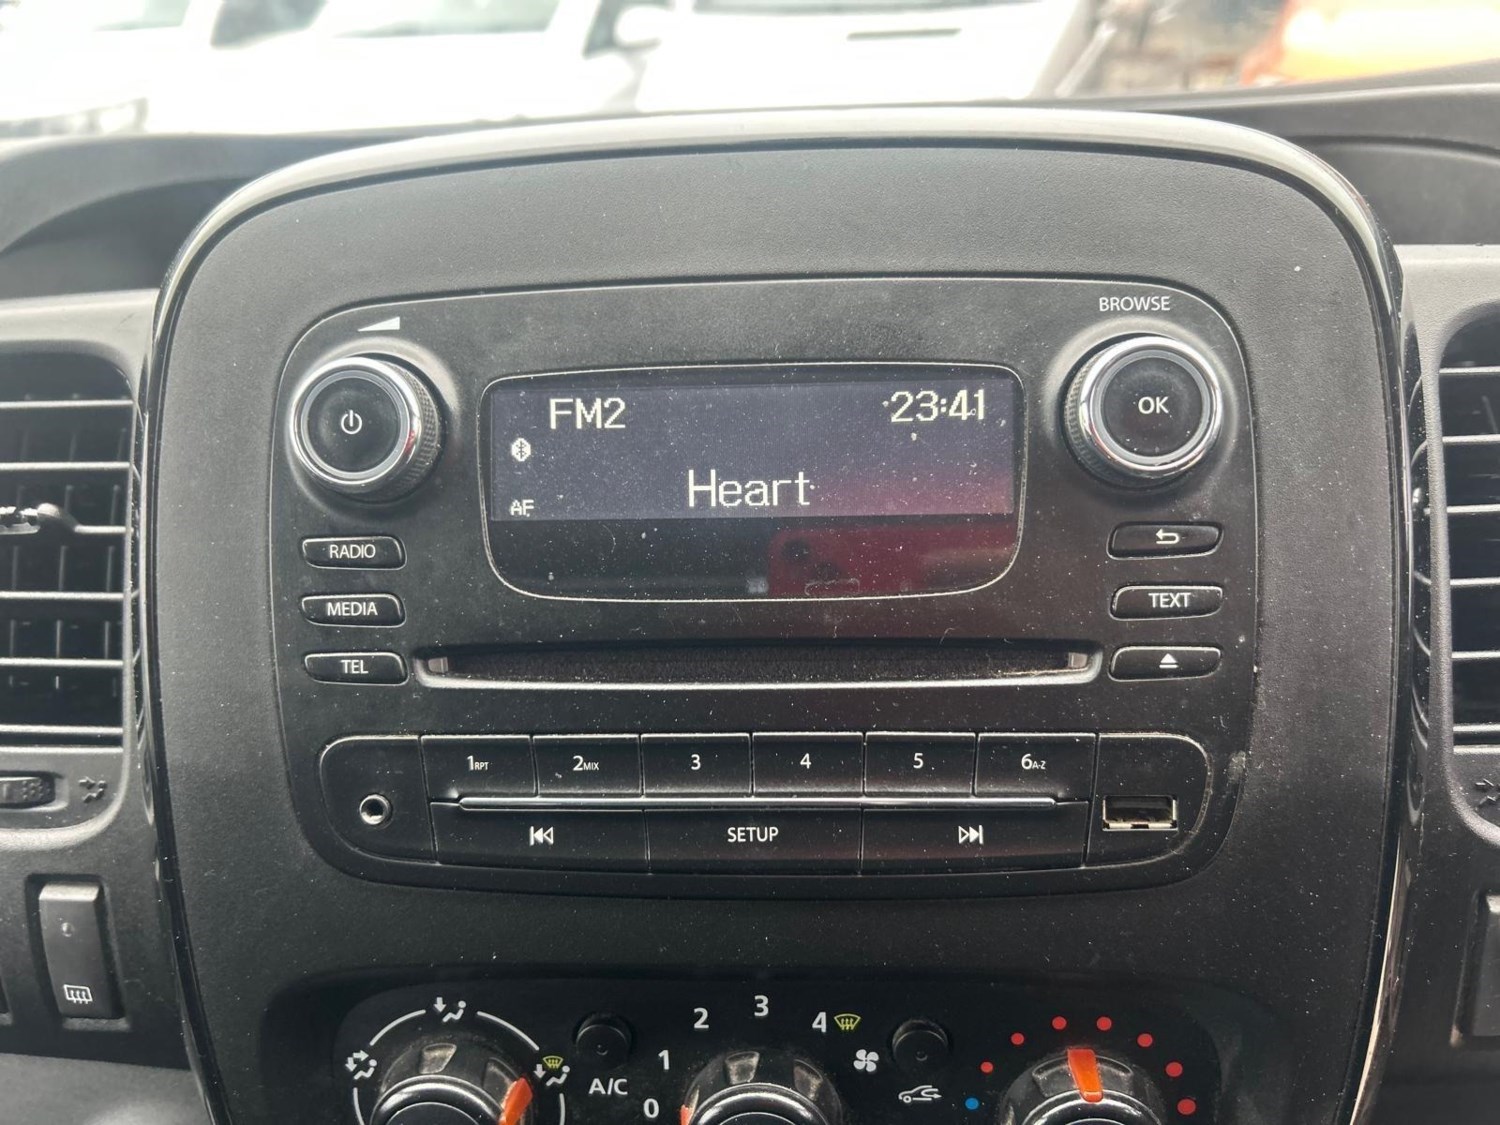 BROWSE
FM2 23:41
OK
Heart
AF
RADIO
MEDIA
TEXT
TEL
1RPT 2MIX 3 4 5 6A-Z
SETUP
2 3 4
1
A/C
0